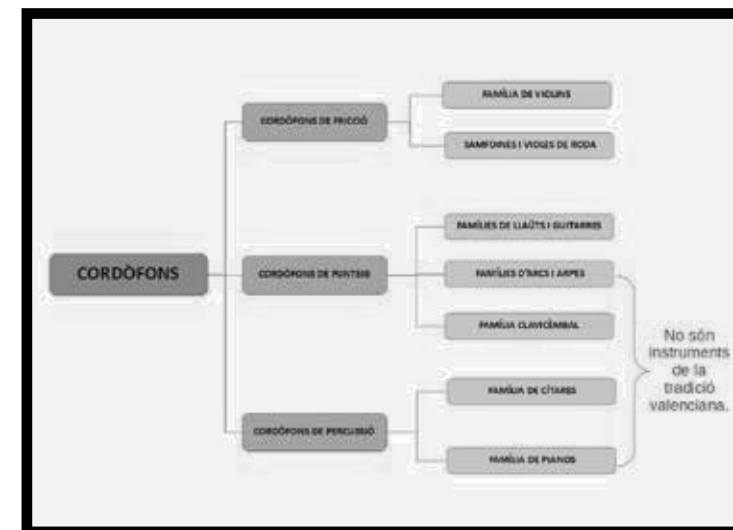 CORDÒFONS
CORDÒFONS DE FRICCIÓ
FAMÍLIA DE VIOLINS
SAMFOINES I VIOLES DE RODA
CORDÒFONS DE PUNTEIG
FAMÍLIES DE LLAÜTS I GUITARRES
FAMÍLIES D'ARCS I ARPES
FAMÍLIA CLAVICÈMBAL
CORDÒFONS DE PERCUSSIÓ
FAMÍLIA DE CÍTARES
FAMÍLIA DE PIANOS
No són
instruments
de la
tradició
valenciana.